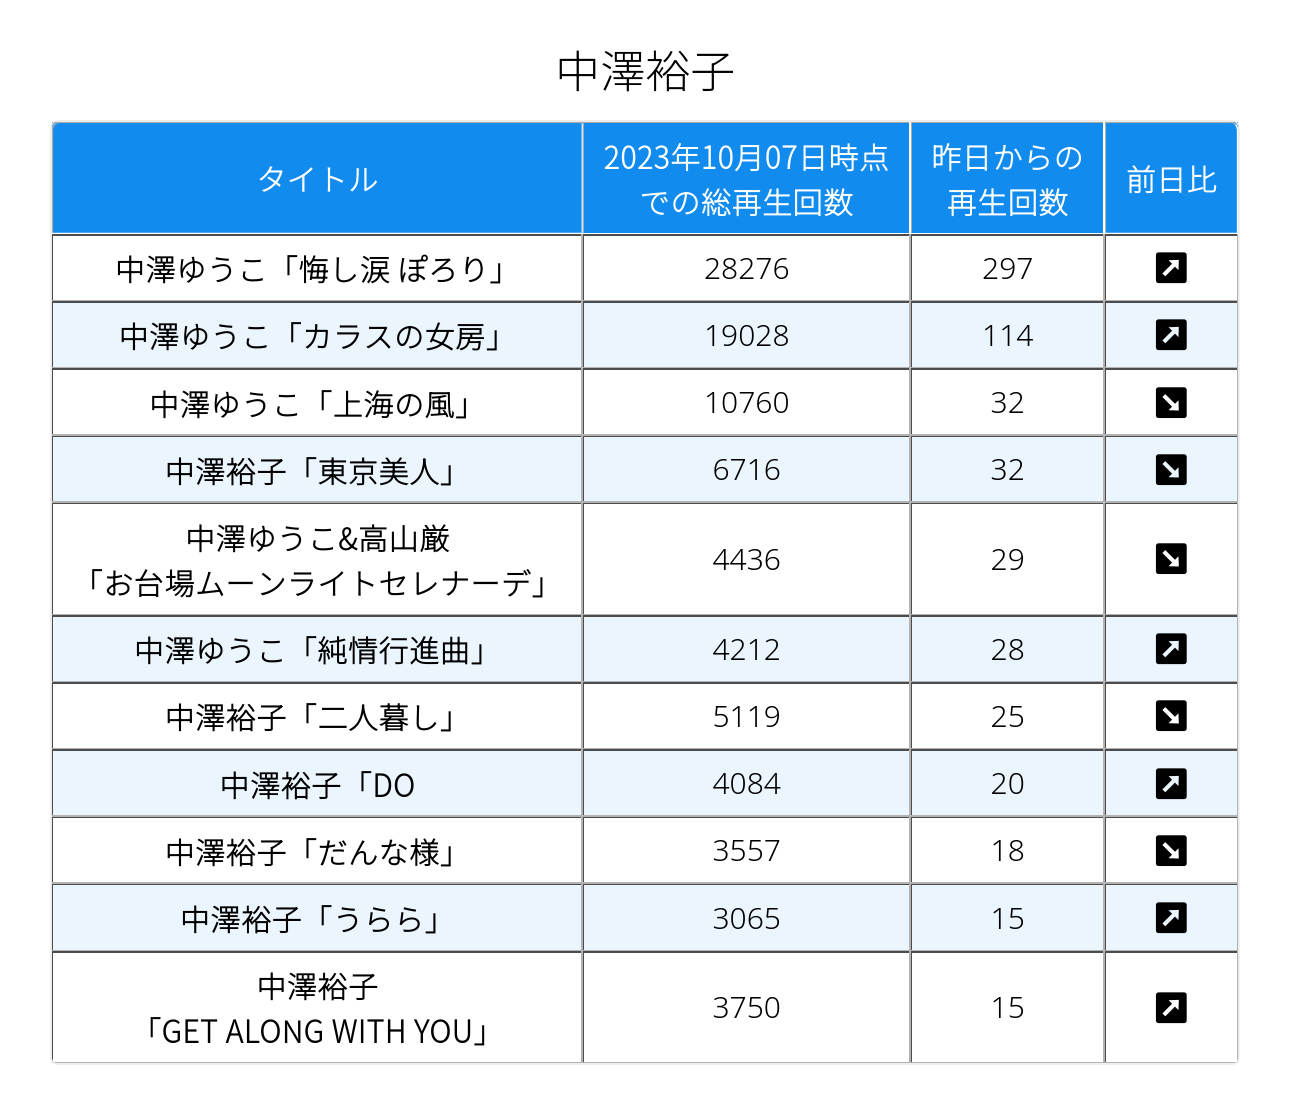 中澤裕子
タイトル
2023年10月07日時点
での総再生回数
昨日からの
再生回数
前日比
中澤ゆうこ「悔し涙 ぽろり」 28276 297
中澤ゆうこ「カラスの女房」 19028 114
中澤ゆうこ「上海の風」 10760 32
中澤裕子「東京美人」 6716 32
中澤ゆうこ&高山厳
「お台場ムーンライトセレナーデ」 4436 29
中澤ゆうこ「純情行進曲」 4212 28
中澤裕子「二人暮し」 5119 25
中澤裕子「DO 4084 20
中澤裕子「だんな様」 3557 18
中澤裕子「うらら」 3065 15
中澤裕子
「GET ALONG WITH YOU」 3750 15